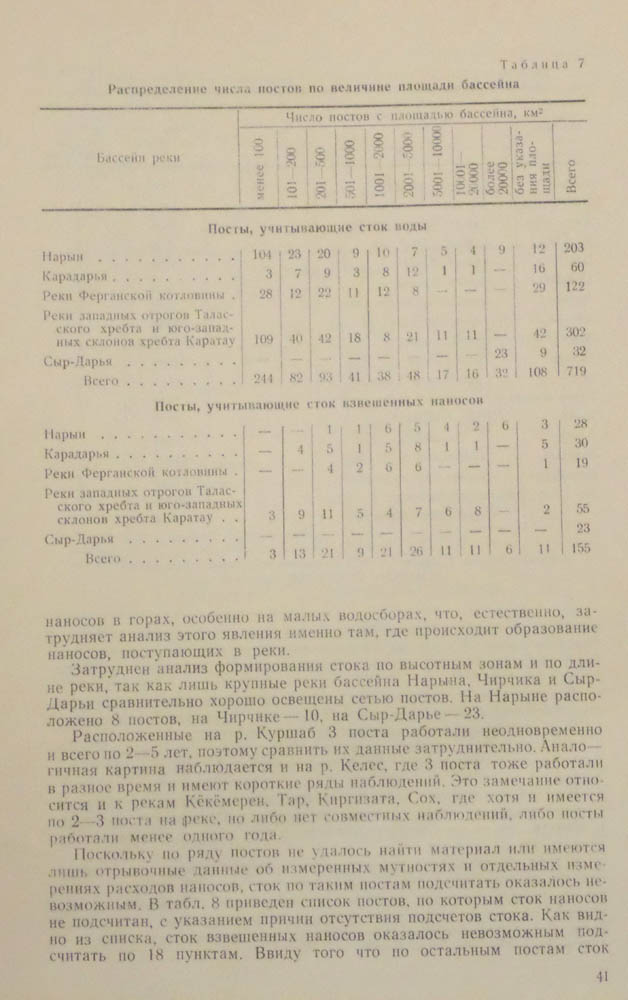 Таблица 7
Распределение числа постов по величине площади бассейна
Бассейн реки
Число постов с площадью бассейна, км²
менее 100 | 101—200 | 201—500 | 501—1000 | 1001—2000 | 2001—5000 | 5001—10000 | 10001—20000 | более 20000 | без указания площади | Всего
Посты, учитывающие сток воды
Нарын . . . . . . . . . . . 104 23 20 9 10 7 5 4 9 12 203
Карадарья . . . . . . . . . . 3 7 9 3 8 12 1 1 — 16 60
Реки Ферганской котловины . 28 12 22 11 12 8 — — — 29 122
Реки западных отрогов Талас-
ского хребта и юго-запад-
ных склонов хребта Каратау 109 40 42 18 8 21 11 11 — 42 302
Сыр-Дарья . . . . . . . . . — — — — — — — — 23 9 32
Всего . . . . . . . . . 244 82 93 41 38 48 17 16 32 108 719
Посты, учитывающие сток взвешенных наносов
Нарын . . . . . . . . . . . — — 1 1 6 5 4 2 6 3 28
Карадарья . . . . . . . . . — 4 5 1 5 8 1 1 — 5 30
Реки Ферганской котловины . — — 4 2 6 6 — — — 1 19
Реки западных отрогов Талас-
ского хребта и юго-западных
склонов хребта Каратау . . 3 9 11 5 4 7 6 8 — 2 55
Сыр-Дарья . . . . . . . . . — — — — — — — — — — 23
Всего . . . . . . . . . 3 13 21 9 21 26 11 11 6 11 155
наносов в горах, особенно на малых водосборах, что, естественно, за-
трудняет анализ этого явления именно там, где происходит образование
наносов, поступающих в реки.
Затруднен анализ формирования стока по высотным зонам и по дли-
не реки, так как лишь крупные реки бассейна Нарына, Чирчика и Сыр-
Дарьи сравнительно хорошо освещены сетью постов. На Нарыне распо-
ложено 8 постов, на Чирчике — 10, на Сыр-Дарье — 23.
Расположенные на р. Куршаб 3 поста работали неодновременно
и всего по 2—5 лет, поэтому сравнить их данные затруднительно. Анало—
гичная картина наблюдается и на р. Келес, где 3 поста тоже работали
в разное время и имеют короткие ряды наблюдений. Это замечание отно-
сится и к рекам Кёкёмерен, Тар, Киргизата, Сох, где хотя и имеется
по 2—3 поста на реке, но либо нет совместных наблюдений, либо посты
работали менее одного года.
Поскольку по ряду постов не удалось найти материал или имеются
лишь отрывочные данные об измеренных мутностях и отдельных изме-
рениях расходов наносов, сток по таким постам подсчитать оказалось не-
возможным. В табл. 8 приведен список постов, по которым сток наносов
не подсчитан, с указанием причин отсутствия подсчетов стока. Как вид-
но из списка, сток взвешенных наносов оказалось невозможным под-
считать по 18 пунктам. Ввиду того что по остальным постам сток
41